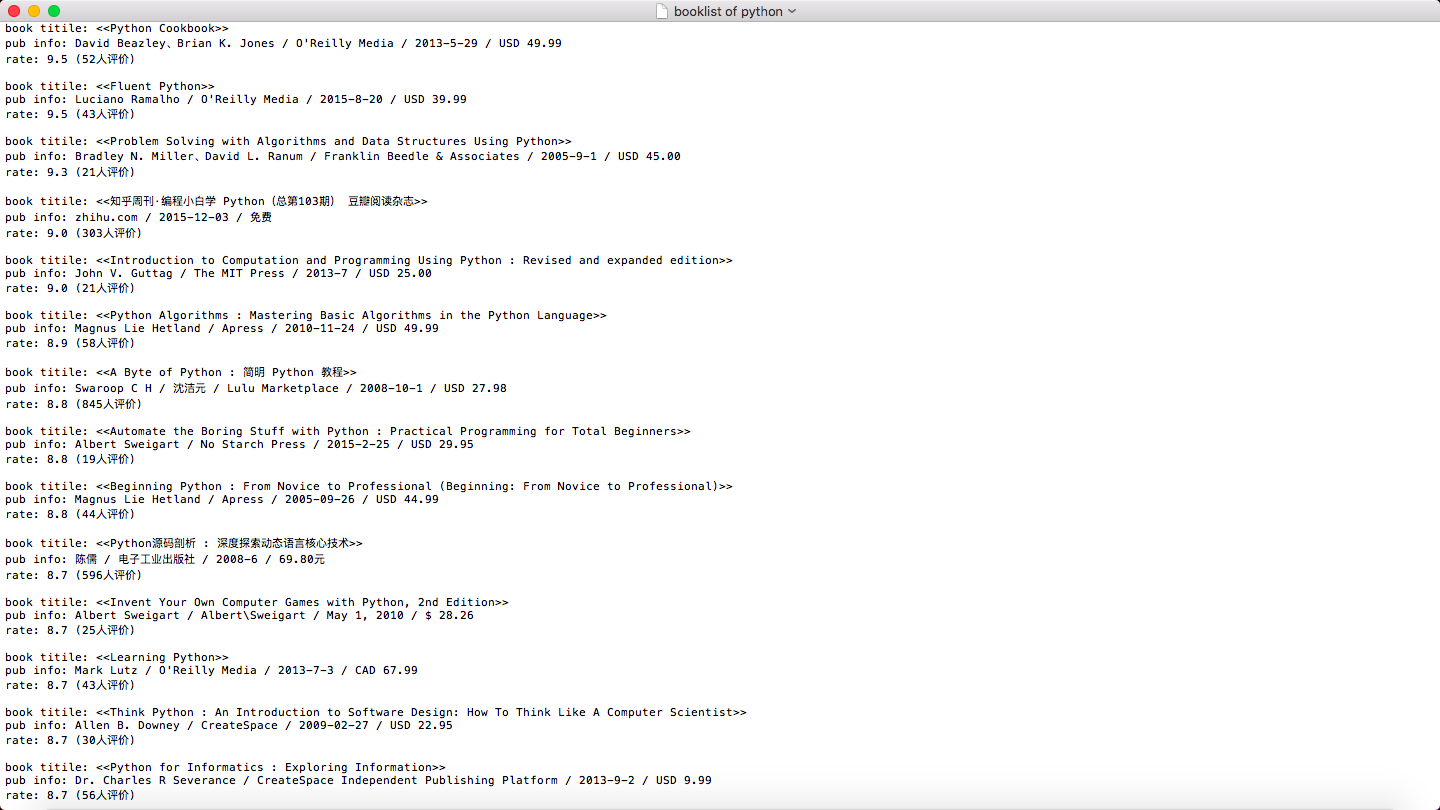 booklist of python
book titile: <<Python Cookbook>>
pub info: David Beazley、Brian K. Jones / O'Reilly Media / 2013-5-29 / USD 49.99
rate: 9.5 (52人评价)
book titile: <<Fluent Python>>
pub info: Luciano Ramalho / O'Reilly Media / 2015-8-20 / USD 39.99
rate: 9.5 (43人评价)
book titile: <<Problem Solving with Algorithms and Data Structures Using Python>>
pub info: Bradley N. Miller、David L. Ranum / Franklin Beedle & Associates / 2005-9-1 / USD 45.00
rate: 9.3 (21人评价)
book titile: <<知乎周刊·编程小白学 Python（总第103期） 豆瓣阅读杂志>>
pub info: zhihu.com / 2015-12-03 / 免费
rate: 9.0 (303人评价)
book titile: <<Introduction to Computation and Programming Using Python : Revised and expanded edition>>
pub info: John V. Guttag / The MIT Press / 2013-7 / USD 25.00
rate: 9.0 (21人评价)
book titile: <<Python Algorithms : Mastering Basic Algorithms in the Python Language>>
pub info: Magnus Lie Hetland / Apress / 2010-11-24 / USD 49.99
rate: 8.9 (58人评价)
book titile: <<A Byte of Python : 简明 Python 教程>>
pub info: Swaroop C H / 沈洁元 / Lulu Marketplace / 2008-10-1 / USD 27.98
rate: 8.8 (845人评价)
book titile: <<Automate the Boring Stuff with Python : Practical Programming for Total Beginners>>
pub info: Albert Sweigart / No Starch Press / 2015-2-25 / USD 29.95
rate: 8.8 (19人评价)
book titile: <<Beginning Python : From Novice to Professional (Beginning: From Novice to Professional)>>
pub info: Magnus Lie Hetland / Apress / 2005-09-26 / USD 44.99
rate: 8.8 (44人评价)
book titile: <<Python源码剖析 : 深度探索动态语言核心技术>>
pub info: 陈儒 / 电子工业出版社 / 2008-6 / 69.80元
rate: 8.7 (596人评价)
book titile: <<Invent Your Own Computer Games with Python, 2nd Edition>>
pub info: Albert Sweigart / Albert\Sweigart / May 1, 2010 / $ 28.26
rate: 8.7 (25人评价)
book titile: <<Learning Python>>
pub info: Mark Lutz / O'Reilly Media / 2013-7-3 / CAD 67.99
rate: 8.7 (43人评价)
book titile: <<Think Python : An Introduction to Software Design: How To Think Like A Computer Scientist>>
pub info: Allen B. Downey / CreateSpace / 2009-02-27 / USD 22.95
rate: 8.7 (30人评价)
book titile: <<Python for Informatics : Exploring Information>>
pub info: Dr. Charles R Severance / CreateSpace Independent Publishing Platform / 2013-9-2 / USD 9.99
rate: 8.7 (56人评价)